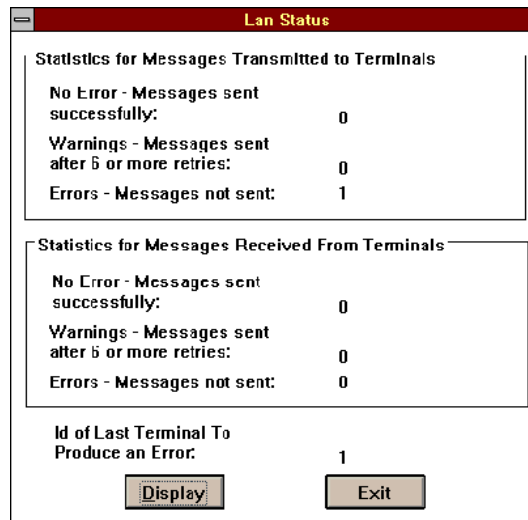 Lan Status
Statistics for Messages Transmitted to Terminals
No Error - Messages sent
successfully: 0
Warnings - Messages sent
after 6 or more retries: 0
Errors - Messages not sent: 1
Statistics for Messages Received From Terminals
No Error - Messages sent
successfully: 0
Warnings - Messages sent
after 6 or more retries: 0
Errors - Messages not sent: 0
Id of Last Terminal To
Produce an Error: 1
Display Exit